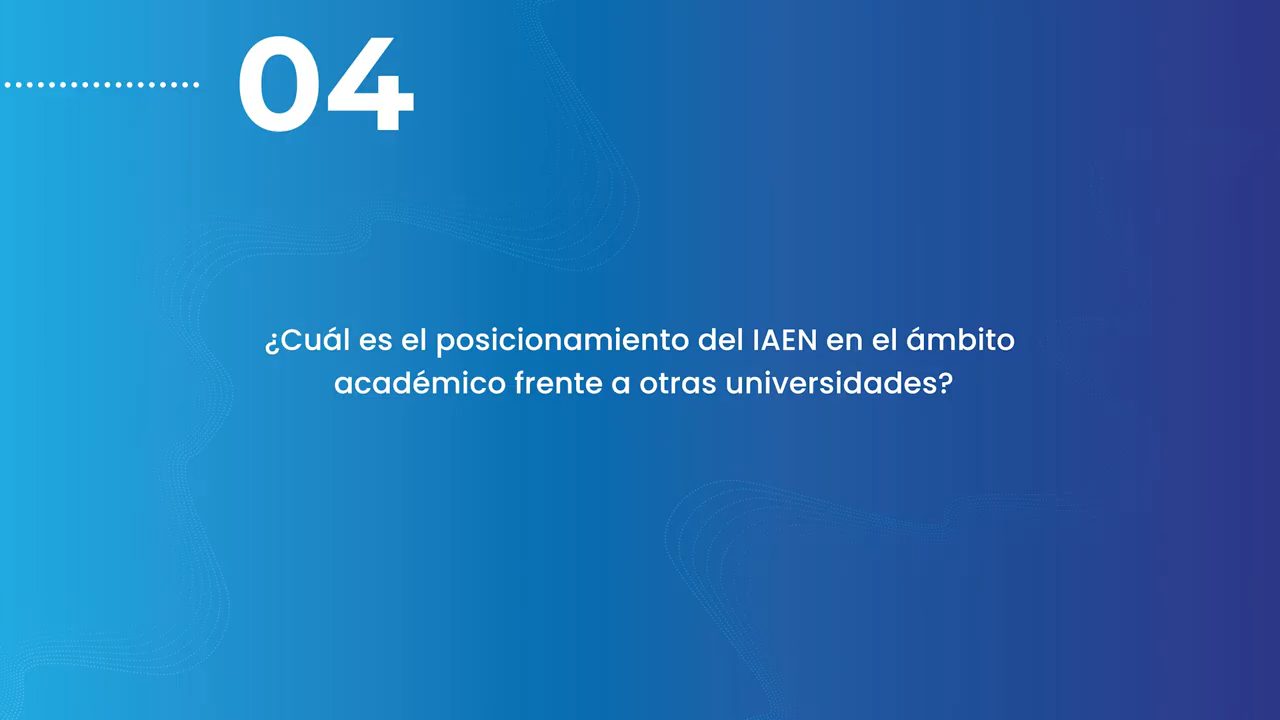 04
¿Cuál es el posicionamiento del IAEN en el ámbito
académico frente a otras universidades?